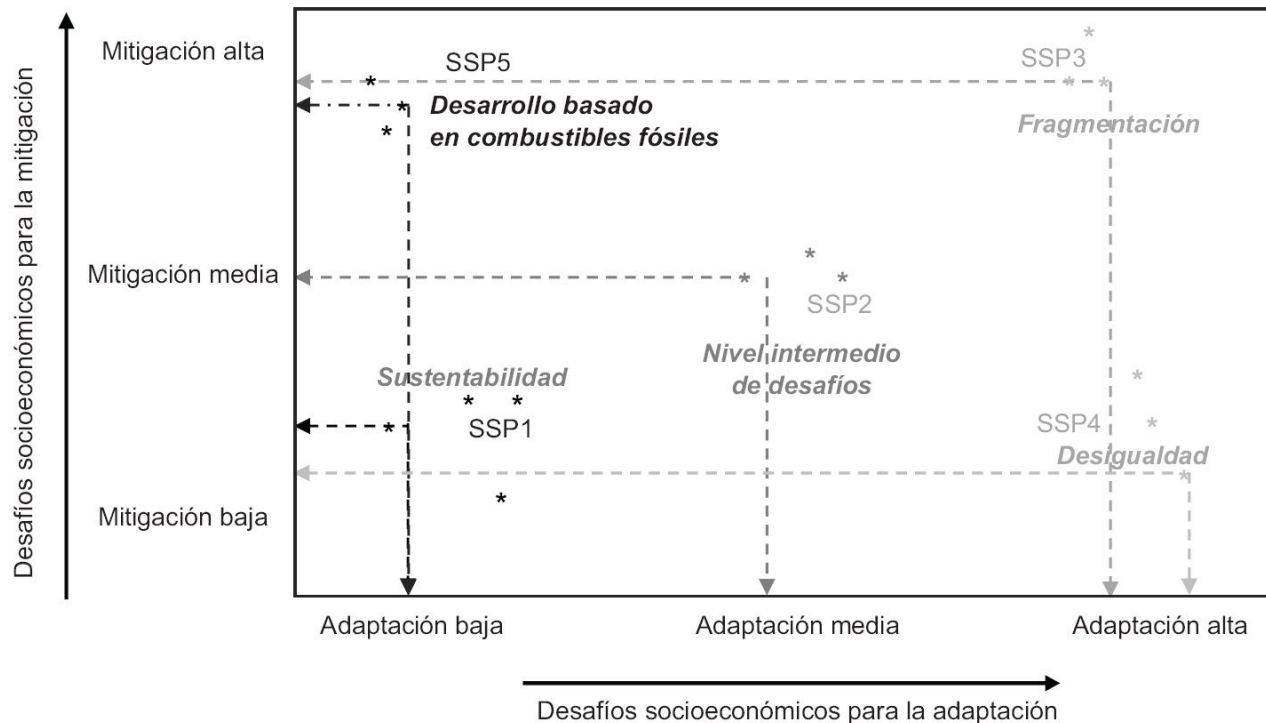 Desafíos socioeconómicos para la mitigación
Mitigación alta
Mitigación media
Mitigación baja
SSP5
Desarrollo basado
en combustibles fósiles
SSP3
Fragmentación
SSP2
Nivel intermedio
de desafíos
Sustentabilidad
SSP1
SSP4
Desigualdad
Adaptación baja
Adaptación media
Adaptación alta
Desafíos socioeconómicos para la adaptación